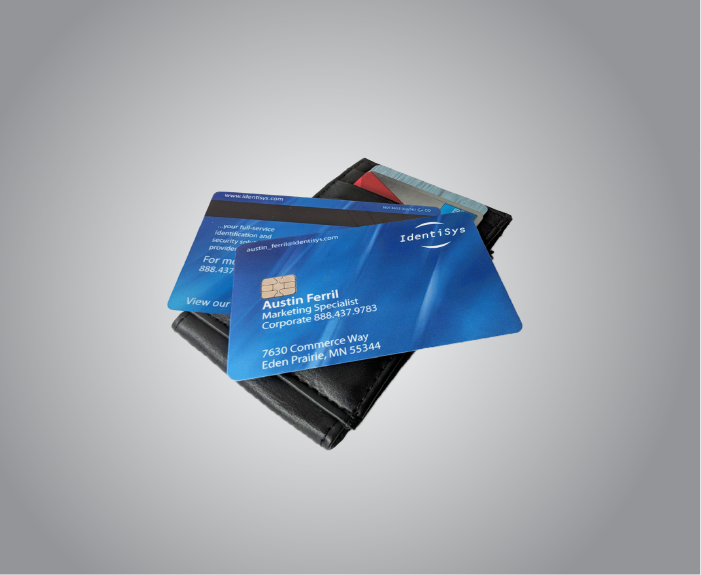 www.identisys.com
...your full-service
identification and
security
provider
For
888.437
View our
austin_ferril@identisys.com
IdentiSys
Austin Ferril
Marketing Specialist
Corporate 888.437.9783
7630 Commerce Way
Eden Prairie, MN 55344